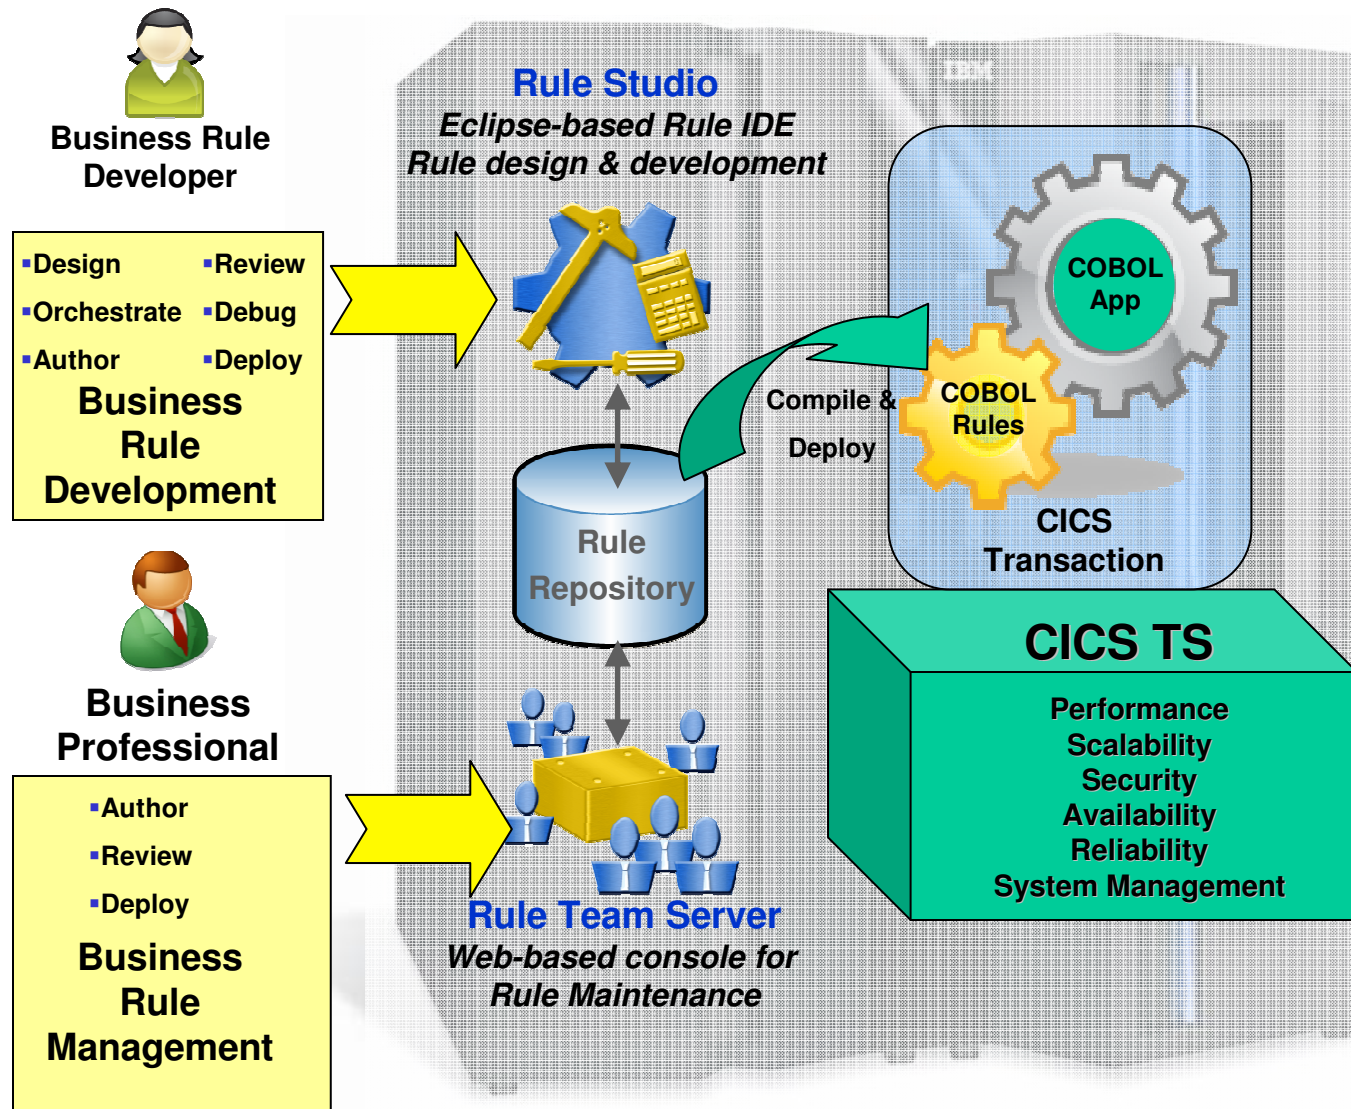 Business Rule
Developer
▪Design ▪Review
▪Orchestrate ▪Debug
▪Author ▪Deploy
Business
Rule
Development
Business
Professional
▪Author
▪Review
▪Deploy
Business
Rule
Management
Rule Studio
Eclipse-based Rule IDE
Rule design & development
Rule
Repository
Rule Team Server
Web-based console for
Rule Maintenance
Compile &
Deploy
IBM
COBOL
App
COBOL
Rules
CICS
Transaction
CICS TS
Performance
Scalability
Security
Availability
Reliability
System Management